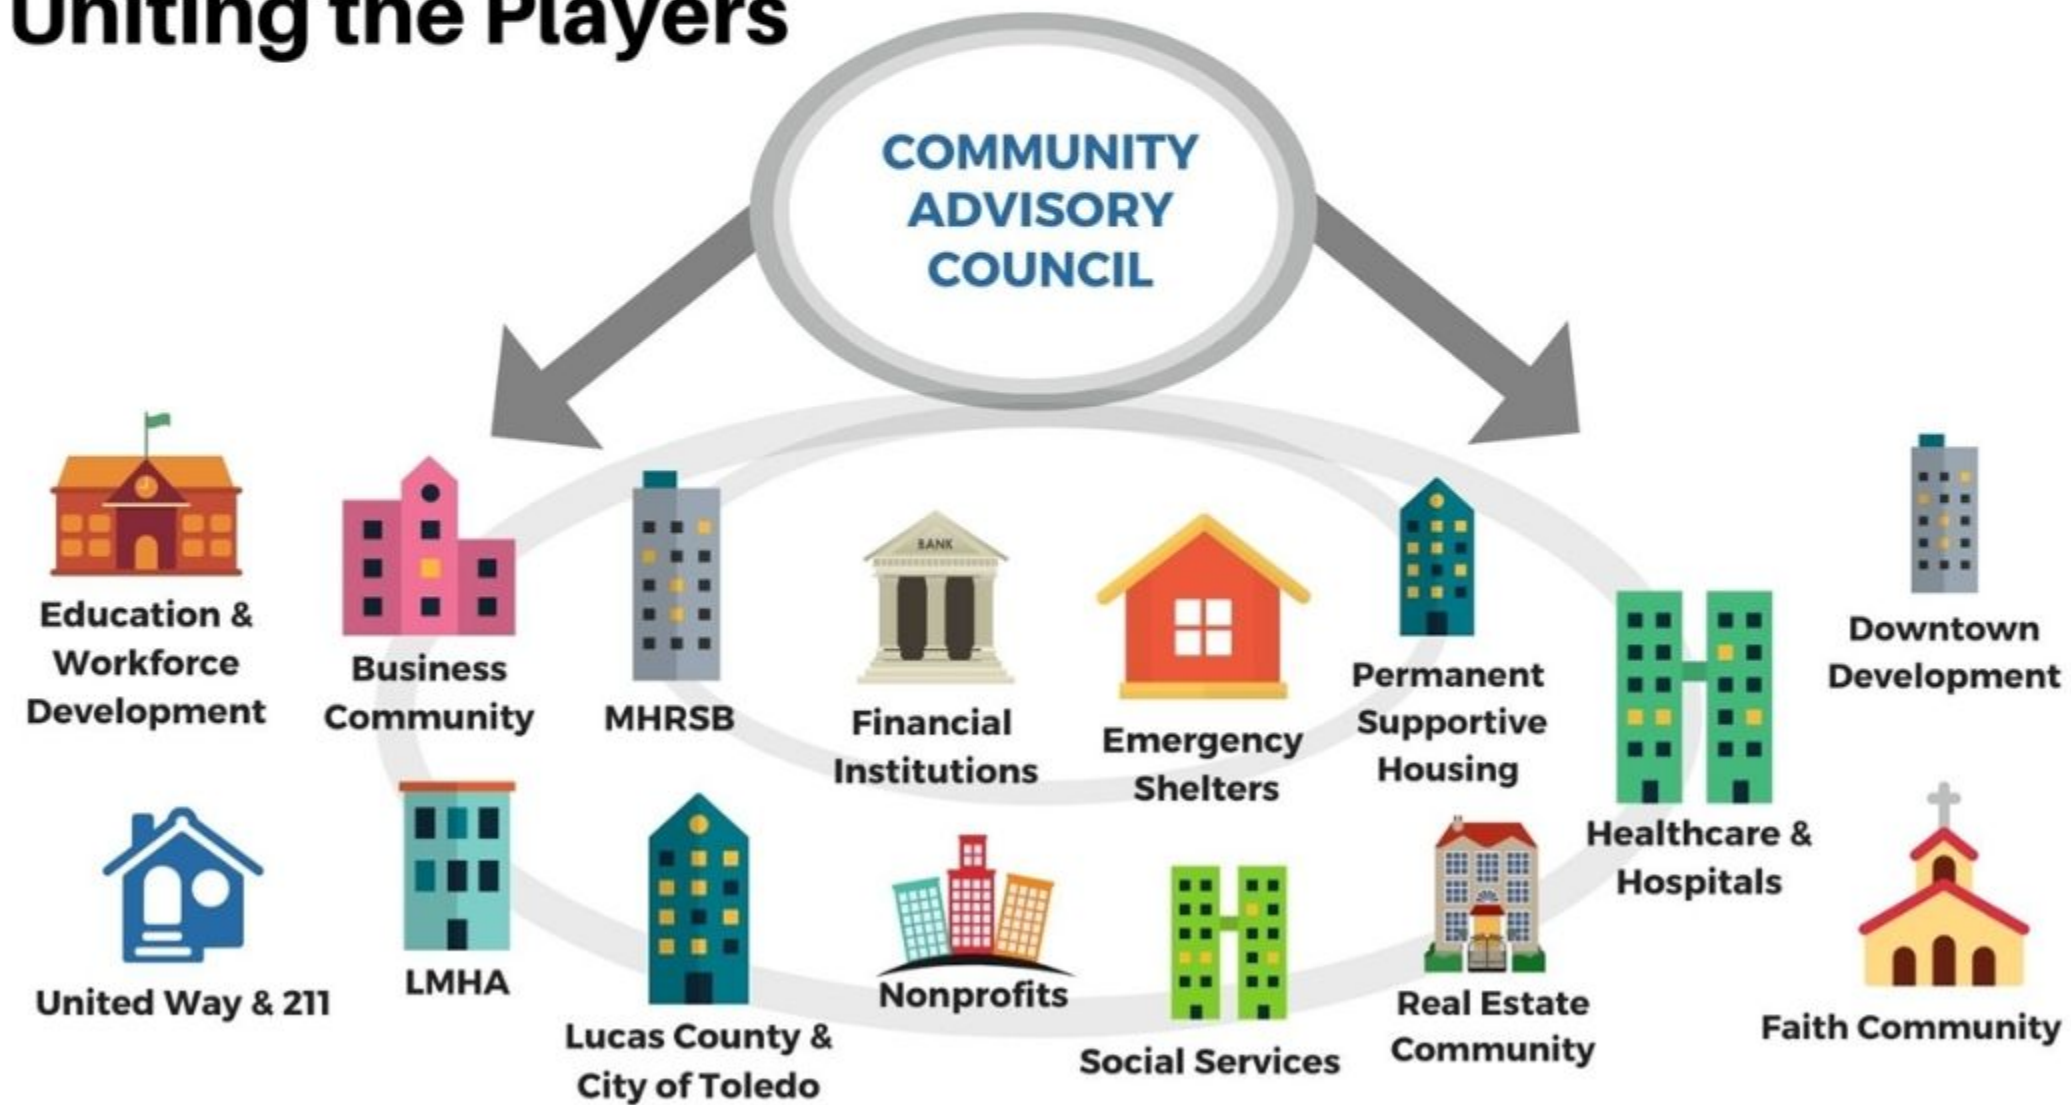 Uniting the Players
COMMUNITY
ADVISORY
COUNCIL
Education &
Workforce
Development
Business
Community
MHRSB
BANK
Financial
Institutions
Emergency
Shelters
Permanent
Supportive
Housing
Healthcare &
Hospitals
Downtown
Development
United Way & 211
LMHA
Lucas County &
City of Toledo
Nonprofits
Social Services
Real Estate
Community
Faith Community